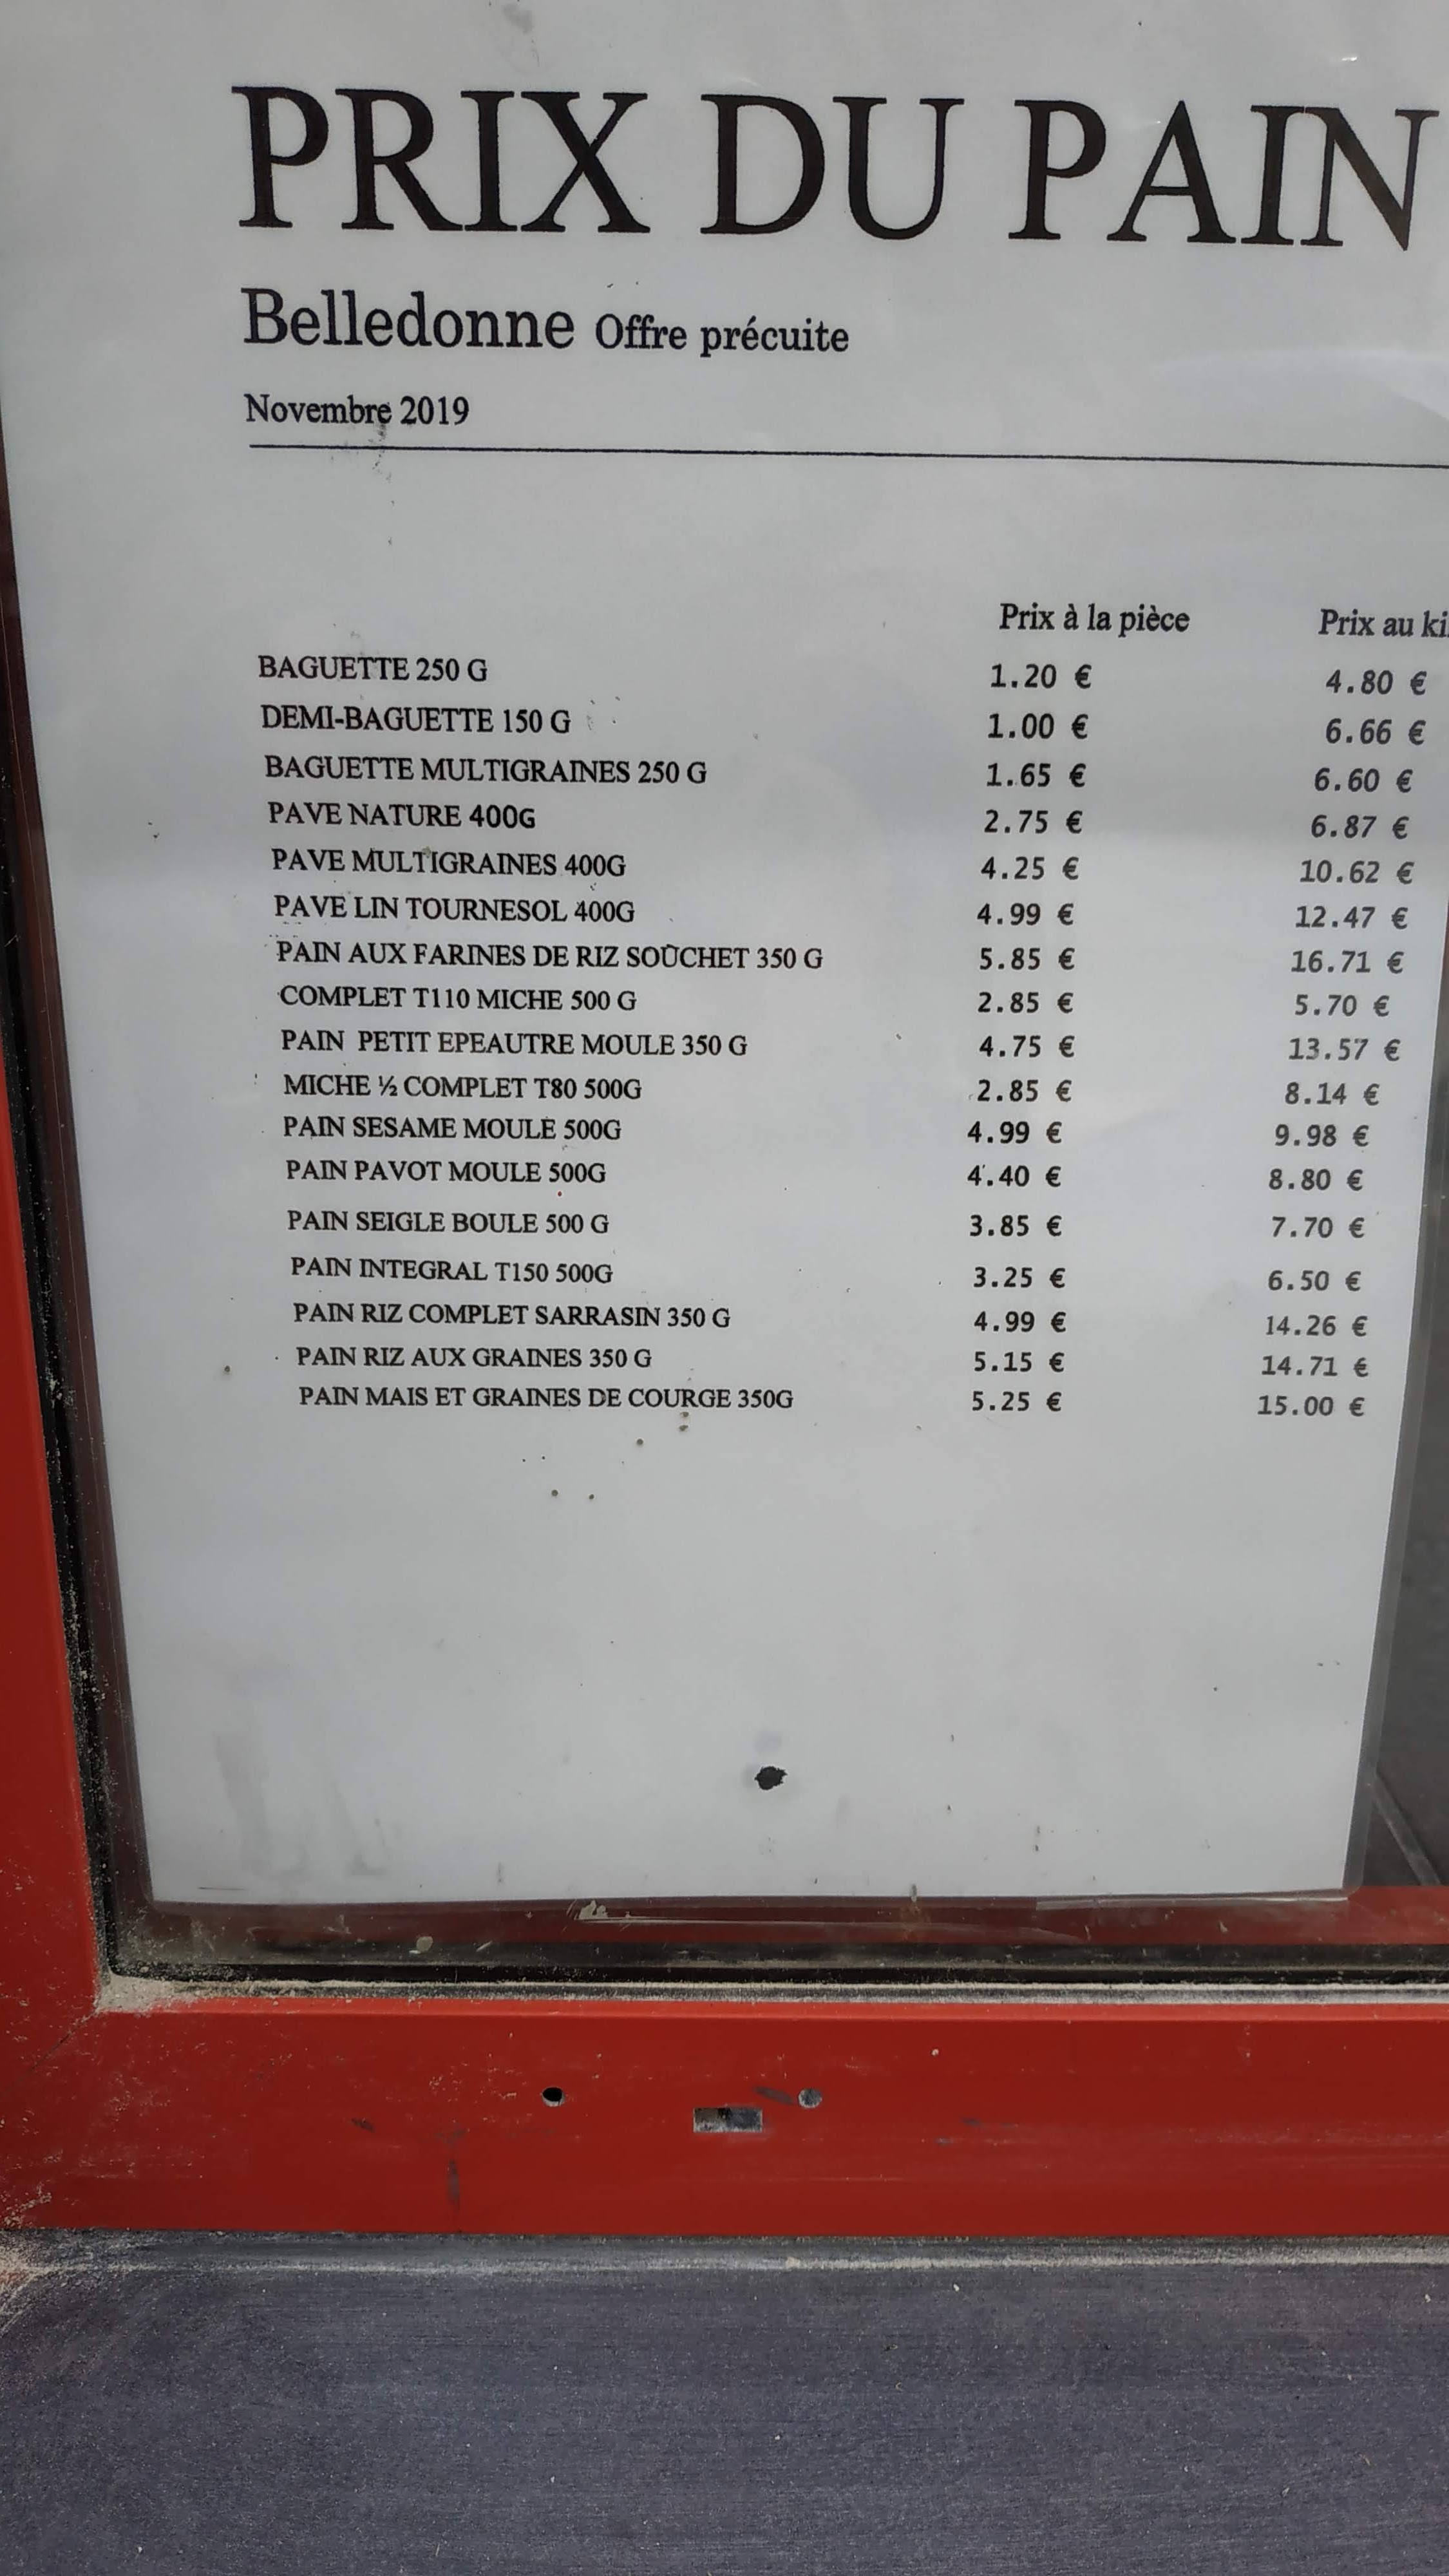 PRIX DU PAIN
Belledonne Offre précuite
Novembre 2019
Prix à la pièce Prix au ki
BAGUETTE 250 G 1.20 € 4.80 €
DEMI-BAGUETTE 150 G 1.00 € 6.66 €
BAGUETTE MULTIGRAINES 250 G 1.65 € 6.60 €
PAVE NATURE 400G 2.75 € 6.87 €
PAVE MULTIGRAINES 400G 4.25 € 10.62 €
PAVE LIN TOURNESOL 400G 4.99 € 12.47 €
PAIN AUX FARINES DE RIZ SOUCHET 350 G 5.85 € 16.71 €
COMPLET T110 MICHE 500 G 2.85 € 5.70 €
PAIN PETIT EPEAUTRE MOULE 350 G 4.75 € 13.57 €
MICHE ½ COMPLET T80 500G 2.85 € 8.14 €
PAIN SESAME MOULE 500G 4.99 € 9.98 €
PAIN PAVOT MOULE 500G 4.40 € 8.80 €
PAIN SEIGLE BOULE 500 G 3.85 € 7.70 €
PAIN INTEGRAL T150 500G 3.25 € 6.50 €
PAIN RIZ COMPLET SARRASIN 350 G 4.99 € 14.26 €
PAIN RIZ AUX GRAINES 350 G 5.15 € 14.71 €
PAIN MAIS ET GRAINES DE COURGE 350G 5.25 € 15.00 €